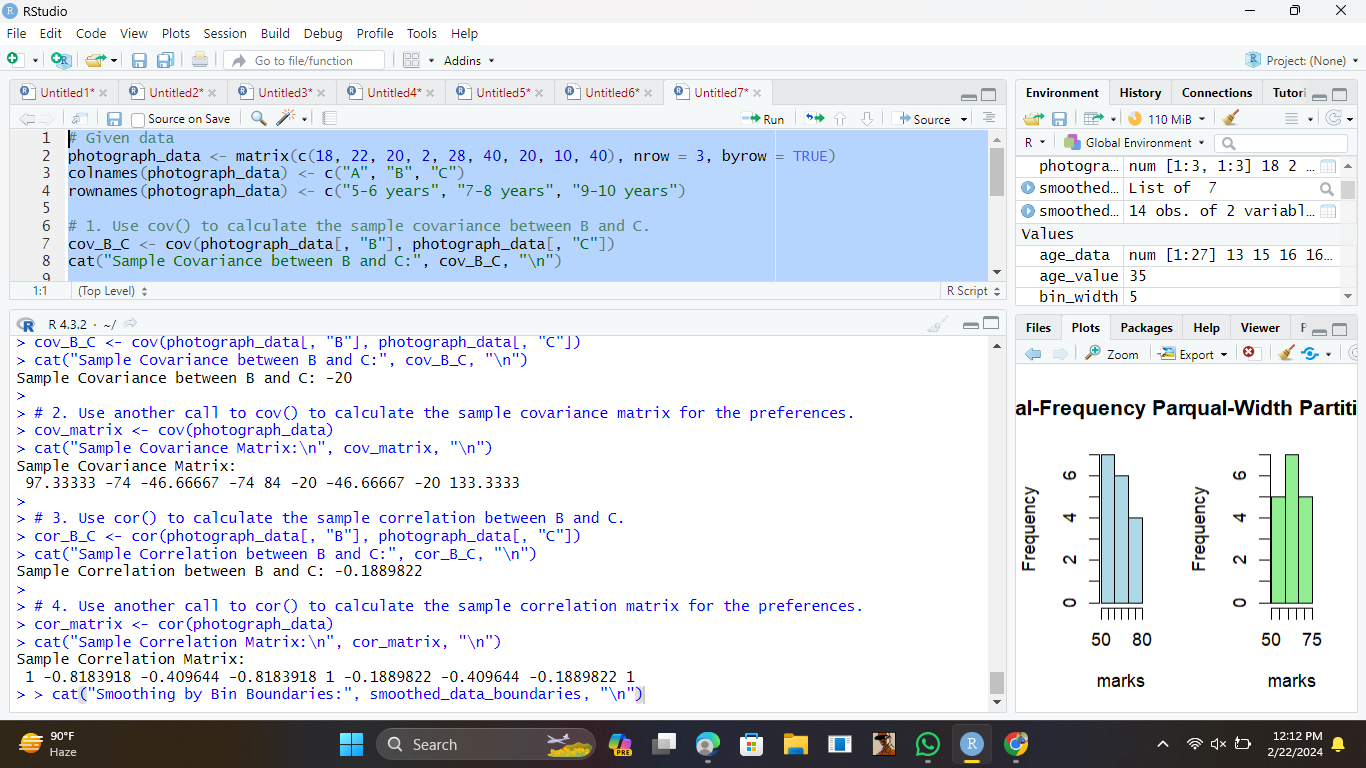 RStudio
File Edit Code View Plots Session Build Debug Profile Tools Help
Go to file/function Addins Project: (None)
Untitled1* Untitled2* Untitled3* Untitled4* Untitled5* Untitled6* Untitled7*
Source on Save Run Source
1 # Given data
2 photograph_data <- matrix(c(18, 22, 20, 2, 28, 40, 20, 10, 40), nrow = 3, byrow = TRUE)
3 colnames(photograph_data) <- c("A", "B", "C")
4 rownames(photograph_data) <- c("5-6 years", "7-8 years", "9-10 years")
5
6 # 1. Use cov() to calculate the sample covariance between B and C.
7 cov_B_C <- cov(photograph_data[, "B"], photograph_data[, "C"])
8 cat("Sample Covariance between B and C:", cov_B_C, "\n")
9
1:1 (Top Level) R Script
R 4.3.2 · ~/
> cov_B_C <- cov(photograph_data[, "B"], photograph_data[, "C"])
> cat("Sample Covariance between B and C:", cov_B_C, "\n")
Sample Covariance between B and C: -20
>
> # 2. Use another call to cov() to calculate the sample covariance matrix for the preferences.
> cov_matrix <- cov(photograph_data)
> cat("Sample Covariance Matrix:\n", cov_matrix, "\n")
Sample Covariance Matrix:
97.33333 -74 -46.66667 -74 84 -20 -46.66667 -20 133.3333
>
> # 3. Use cor() to calculate the sample correlation between B and C.
> cor_B_C <- cor(photograph_data[, "B"], photograph_data[, "C"])
> cat("Sample Correlation between B and C:", cor_B_C, "\n")
Sample Correlation between B and C: -0.1889822
>
> # 4. Use another call to cor() to calculate the sample correlation matrix for the preferences.
> cor_matrix <- cor(photograph_data)
> cat("Sample Correlation Matrix:\n", cor_matrix, "\n")
Sample Correlation Matrix:
1 -0.8183918 -0.409644 -0.8183918 1 -0.1889822 -0.409644 -0.1889822 1
> > cat("Smoothing by Bin Boundaries:", smoothed_data_boundaries, "\n")
Environment History Connections Tutori
110 MiB
R Global Environment
photogra… num [1:3, 1:3] 18 2 …
smoothed… List of 7
smoothed… 14 obs. of 2 variabl…
Values
age_data num [1:27] 13 15 16 16…
age_value 35
bin_width 5
Files Plots Packages Help Viewer P
Zoom Export
al-Frequency Par
qual-Width Partiti
Frequency
0 2 4 6
50 80
marks
Frequency
0 2 4 6
50 75
marks
90°F
Haze
Search
PRE
12:12 PM
2/22/2024